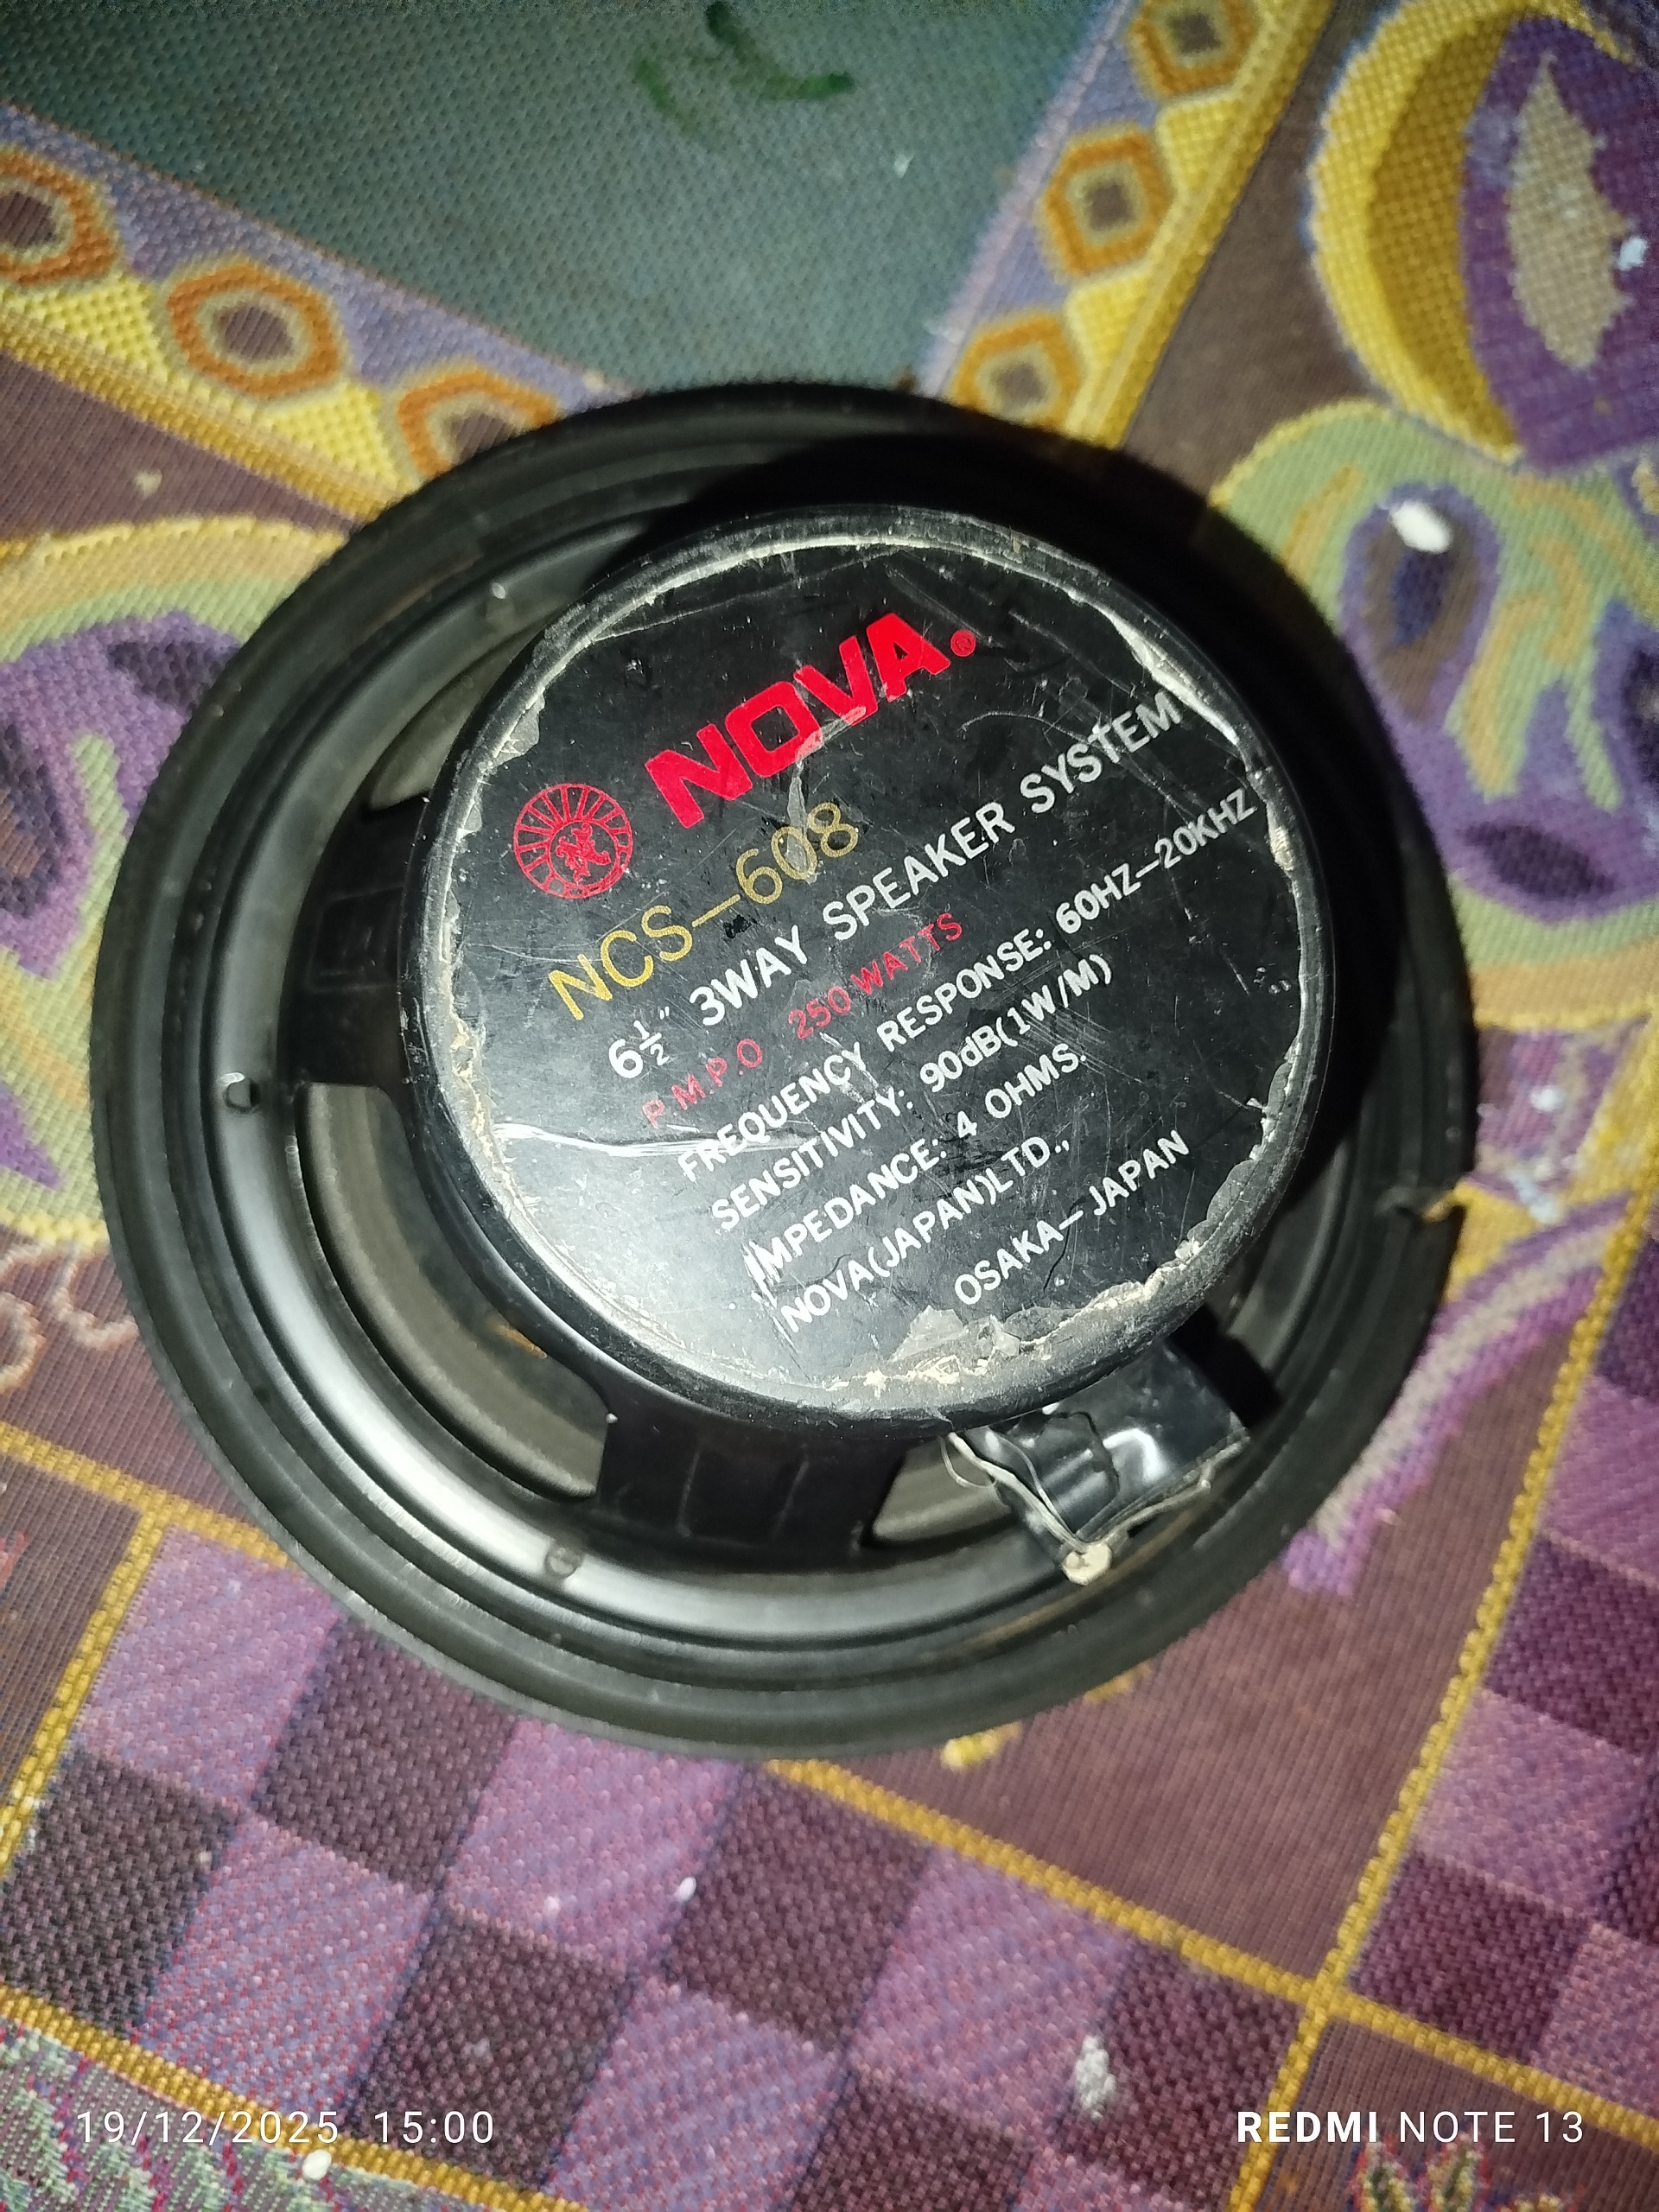 NOVA.®
NCS-608
6½" 3WAY SPEAKER SYSTEM
P.M.P.O 250 WATTS
FREQUENCY RESPONSE: 60HZ-20KHZ
SENSITIVITY: 90dB(1W/M)
IMPEDANCE: 4 OHMS.
NOVA(JAPAN)LTD.,
OSAKA-JAPAN
19/12/2025 15:00
REDMI NOTE 13